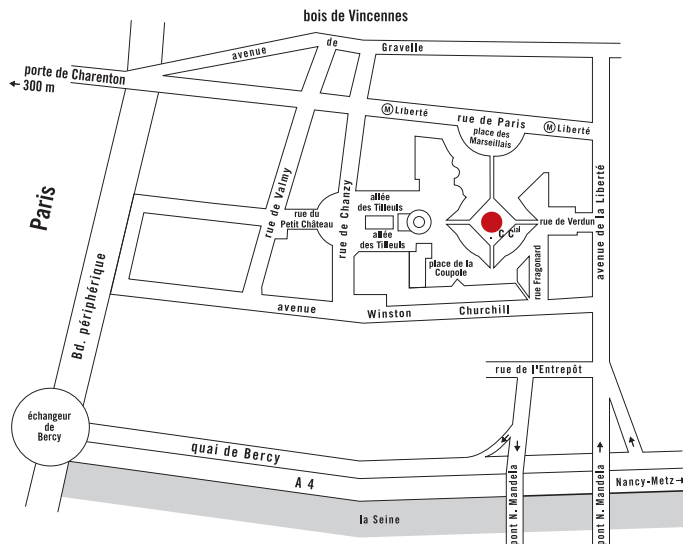 bois de Vincennes
avenue
de
Gravelle
porte de Charenton
← 300 m
M Liberté
rue de Paris
M Liberté
place des
Marseillais
Paris
Bd. périphérique
rue de Valmy
rue du
Petit Château
rue de Chanzy
allée
des Tilleuls
allée
des Tilleuls
C Cial
rue de Verdun
avenue de la Liberté
place de la
Coupole
rue Fragonard
avenue
Winston
Churchill
rue de l'Entrepôt
échangeur
de
Bercy
quai de Bercy
A 4
pont N. Mandela
pont N. Mandela
Nancy-Metz→
la Seine